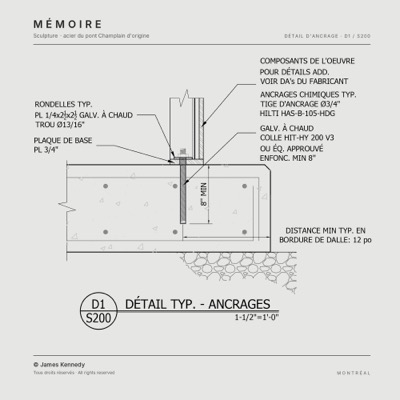 MÉMOIRE
Sculpture · acier du pont Champlain d'origine
DÉTAIL D'ANCRAGE · D1 / S200
COMPOSANTS DE L'OEUVRE
POUR DÉTAILS ADD.
VOIR DA's DU FABRICANT
ANCRAGES CHIMIQUES TYP.
TIGE D'ANCRAGE Ø3/4"
HILTI HAS-B-105-HDG
GALV. À CHAUD
COLLE HIT-HY 200 V3
OU ÉQ. APPROUVÉ
ENFONC. MIN 8"
RONDELLES TYP.
PL 1/4x2½x2½ GALV. À CHAUD
TROU Ø13/16"
PLAQUE DE BASE
PL 3/4"
8" MIN
DISTANCE MIN TYP. EN
BORDURE DE DALLE: 12 po
D1
S200
DÉTAIL TYP. - ANCRAGES
1-1/2"=1'-0"
© James Kennedy
Tous droits réservés · All rights reserved
MONTRÉAL